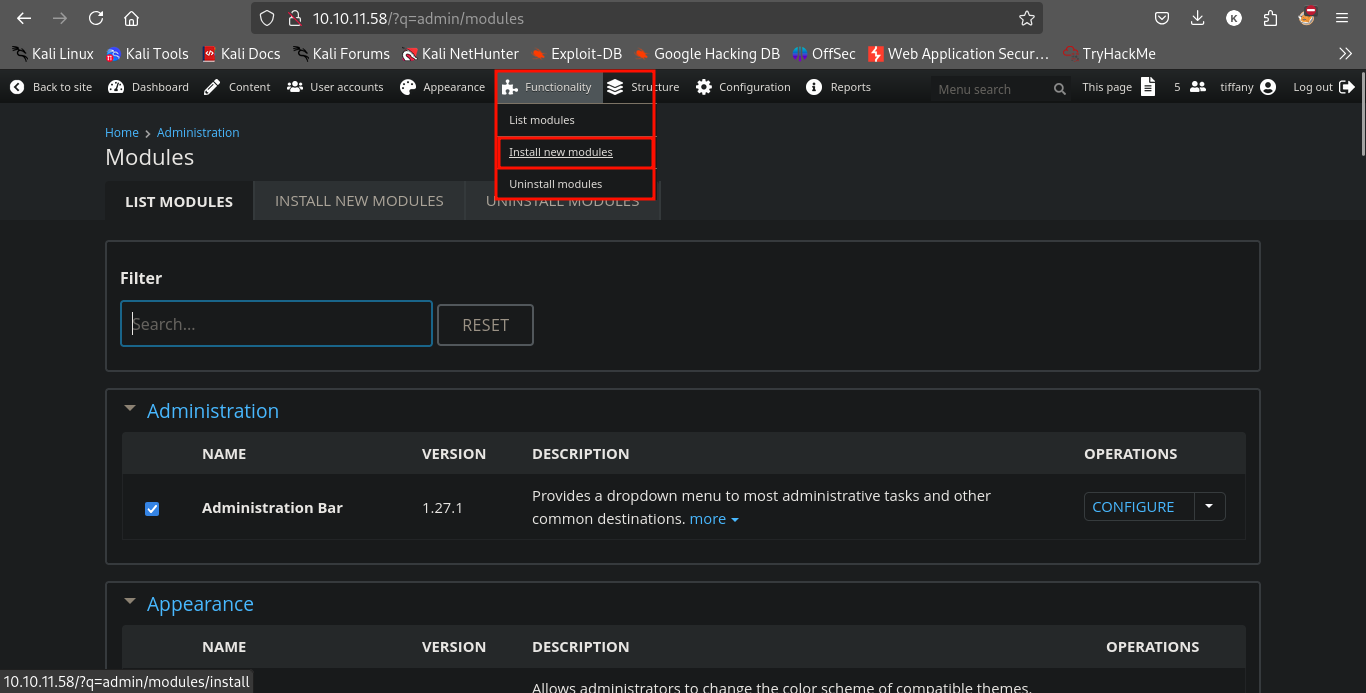 10.10.11.58/?q=admin/modules
K
Kali Linux Kali Tools Kali Docs Kali Forums Kali NetHunter Exploit-DB Google Hacking DB OffSec Web Application Secur… TryHackMe
Back to site Dashboard Content User accounts Appearance Functionality Structure Configuration Reports Menu search This page 5 tiffany Log out
List modules
Install new modules
Uninstall modules
Home > Administration
Modules
LIST MODULES INSTALL NEW MODULES UNINSTALL MODULES
Filter
Search... RESET
Administration
NAME VERSION DESCRIPTION OPERATIONS
Administration Bar 1.27.1 Provides a dropdown menu to most administrative tasks and other CONFIGURE
common destinations. more
Appearance
NAME VERSION DESCRIPTION OPERATIONS
Allows administrators to change the color scheme of compatible themes.
10.10.11.58/?q=admin/modules/install